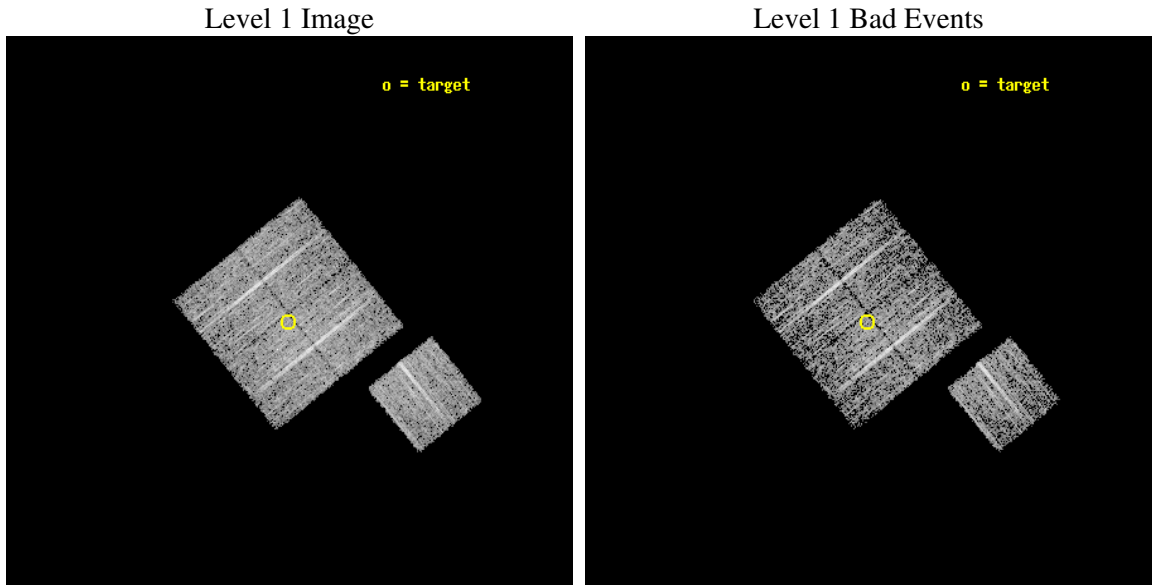 Level 1 Image
Level 1 Bad Events
o = target
o = target